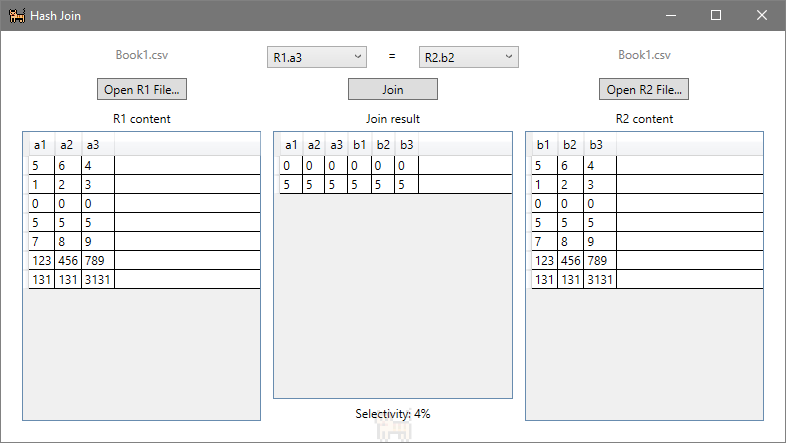 Hash Join
Book1.csv R1.a3 = R2.b2 Book1.csv
Open R1 File... Join Open R2 File...
R1 content Join result R2 content
a1 a2 a3 a1 a2 a3 b1 b2 b3 b1 b2 b3
5 6 4 0 0 0 0 0 0 5 6 4
1 2 3 5 5 5 5 5 5 1 2 3
0 0 0 0 0 0
5 5 5 5 5 5
7 8 9 7 8 9
123 456 789 123 456 789
131 131 3131 131 131 3131
Selectivity: 4%